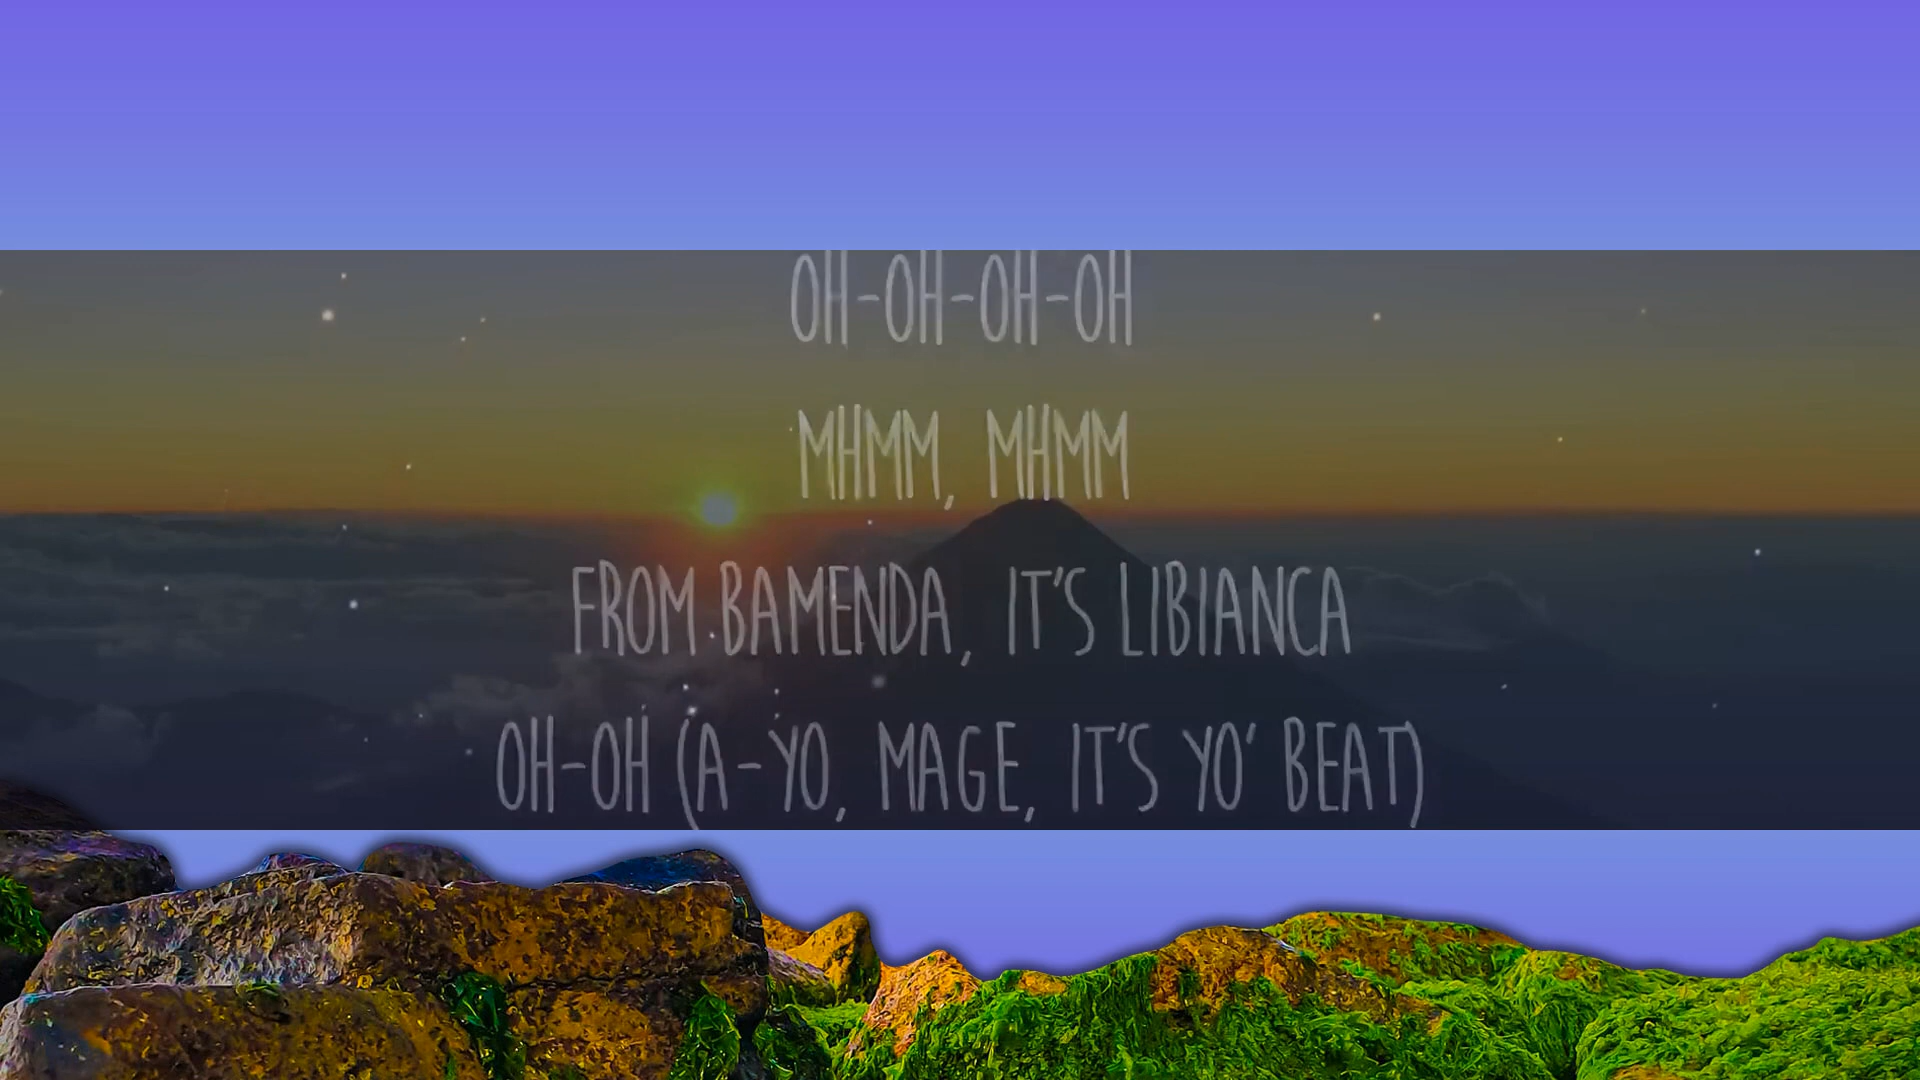 OH-OH-OH-OH
MHMM, MHMM
FROM BAMENDA, IT'S LIBIANCA
OH-OH (A-YO, MAGE, IT'S YO' BEAT)